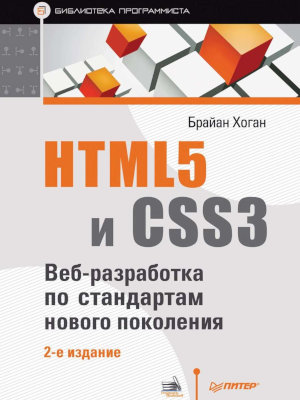 БИБЛИОТЕКА ПРОГРАММИСТА
Брайан Хоган
HTML5
и CSS3
Веб-разработка
по стандартам
нового поколения
2-е издание
ПИТЕР